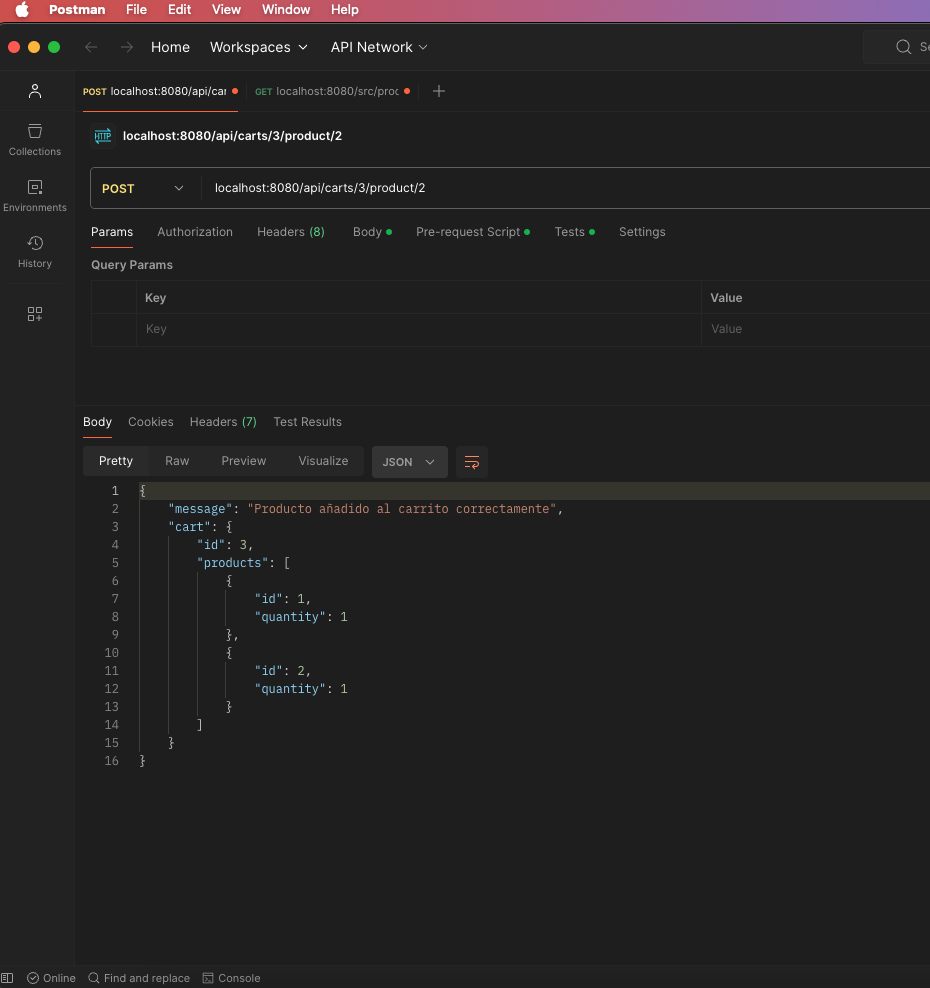 Postman File Edit View Window Help
Home Workspaces API Network
POST localhost:8080/api/car GET localhost:8080/src/proc
HTTP localhost:8080/api/carts/3/product/2
Collections
Environments
History
POST localhost:8080/api/carts/3/product/2
Params Authorization Headers (8) Body Pre-request Script Tests Settings
Query Params
Key Value
Key Value
Body Cookies Headers (7) Test Results
Pretty Raw Preview Visualize JSON
1 {
2 "message": "Producto añadido al carrito correctamente",
3 "cart": {
4 "id": 3,
5 "products": [
6 {
7 "id": 1,
8 "quantity": 1
9 },
10 {
11 "id": 2,
12 "quantity": 1
13 }
14 ]
15 }
16 }
Online Find and replace Console